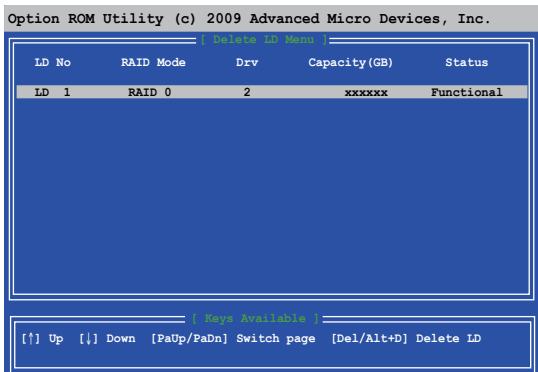 Option ROM Utility (c) 2009 Advanced Micro Devices, Inc.
[ Delete LD Menu ]
LD No RAID Mode Drv Capacity(GB) Status
LD 1 RAID 0 2 xxxxxx Functional
[ Keys Available ]
[↑] Up [↓] Down [PaUp/PaDn] Switch page [Del/Alt+D] Delete LD